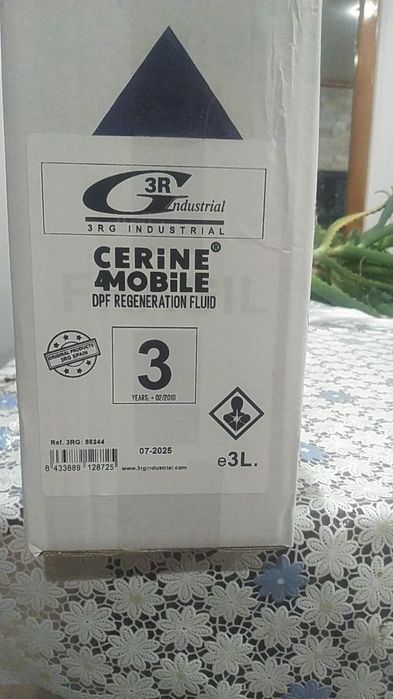 3R
Industrial
3RG INDUSTRIAL
CERiNE®
4MOBiLE
DPF REGENERATION FLUID
ORIGINAL PRODUCTS
3RG SPAIN
3
YEARS: + 02/2010
Ref. 3RG: 88244
07-2025
8 433889 128725
www.3rgindustrial.com
e3L.